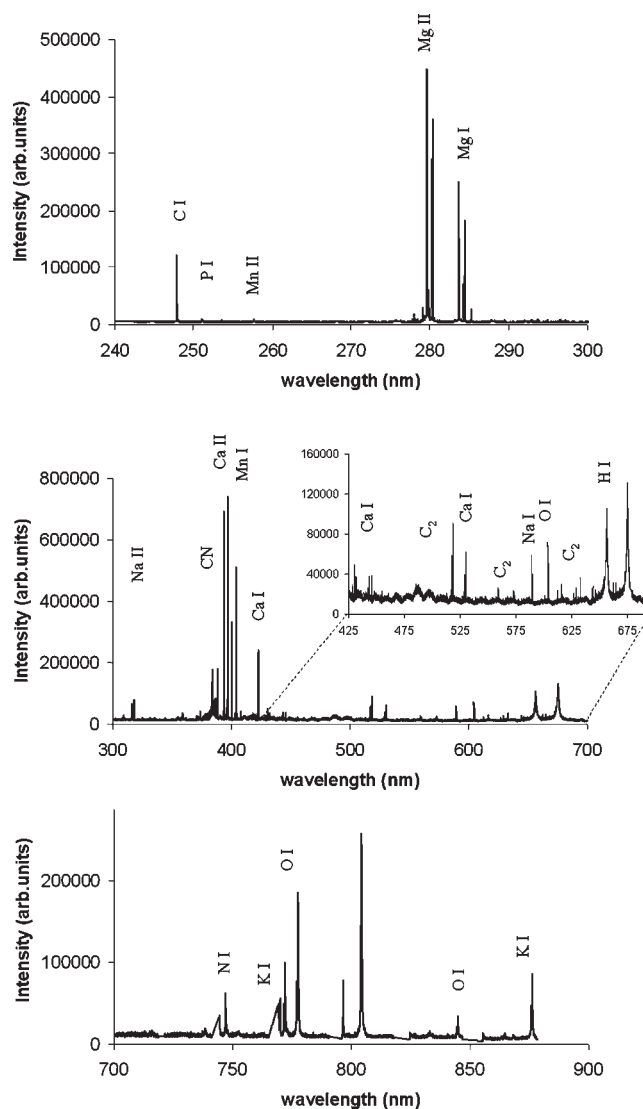 500000
400000
300000
200000
100000
0
Intensity (arb.units)
C I
P I
Mn II
Mg II
Mg I
240 250 260 270 280 290 300
wavelength (nm)
800000
600000
400000
200000
0
Intensity (arb.units)
Na II
CN
Ca II
Mn I
Ca I
300 400 500 600 700
wavelength (nm)
160000
120000
80000
40000
0
Ca I
C2
Ca I
C2
Na I
O I
C2
H I
425 475 525 575 625 675
200000
100000
0
Intensity (arb.units)
N I
K I
O I
O I
K I
700 750 800 850 900
wavelength (nm)